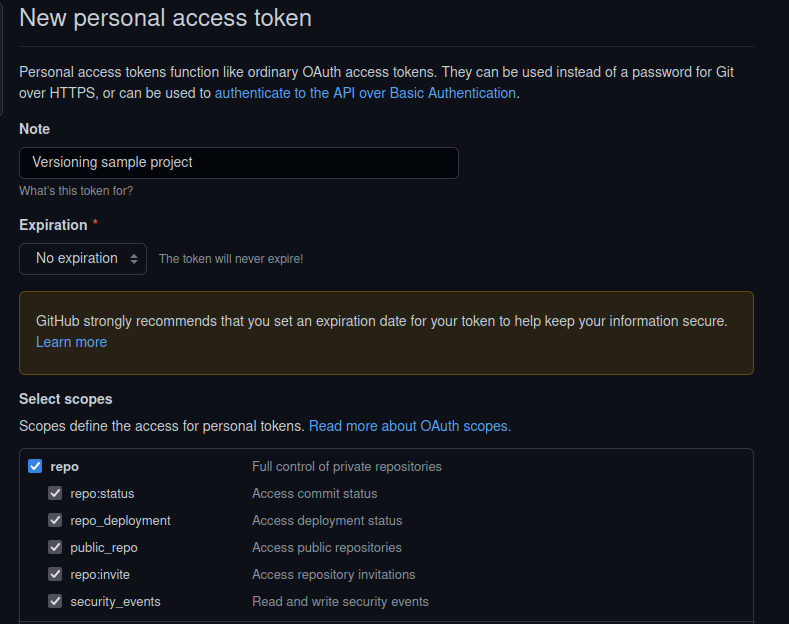 New personal access token
Personal access tokens function like ordinary OAuth access tokens. They can be used instead of a password for Git
over HTTPS, or can be used to authenticate to the API over Basic Authentication.
Note
Versioning sample project
What's this token for?
Expiration *
No expiration The token will never expire!
GitHub strongly recommends that you set an expiration date for your token to help keep your information secure.
Learn more
Select scopes
Scopes define the access for personal tokens. Read more about OAuth scopes.
repo Full control of private repositories
repo:status Access commit status
repo_deployment Access deployment status
public_repo Access public repositories
repo:invite Access repository invitations
security_events Read and write security events